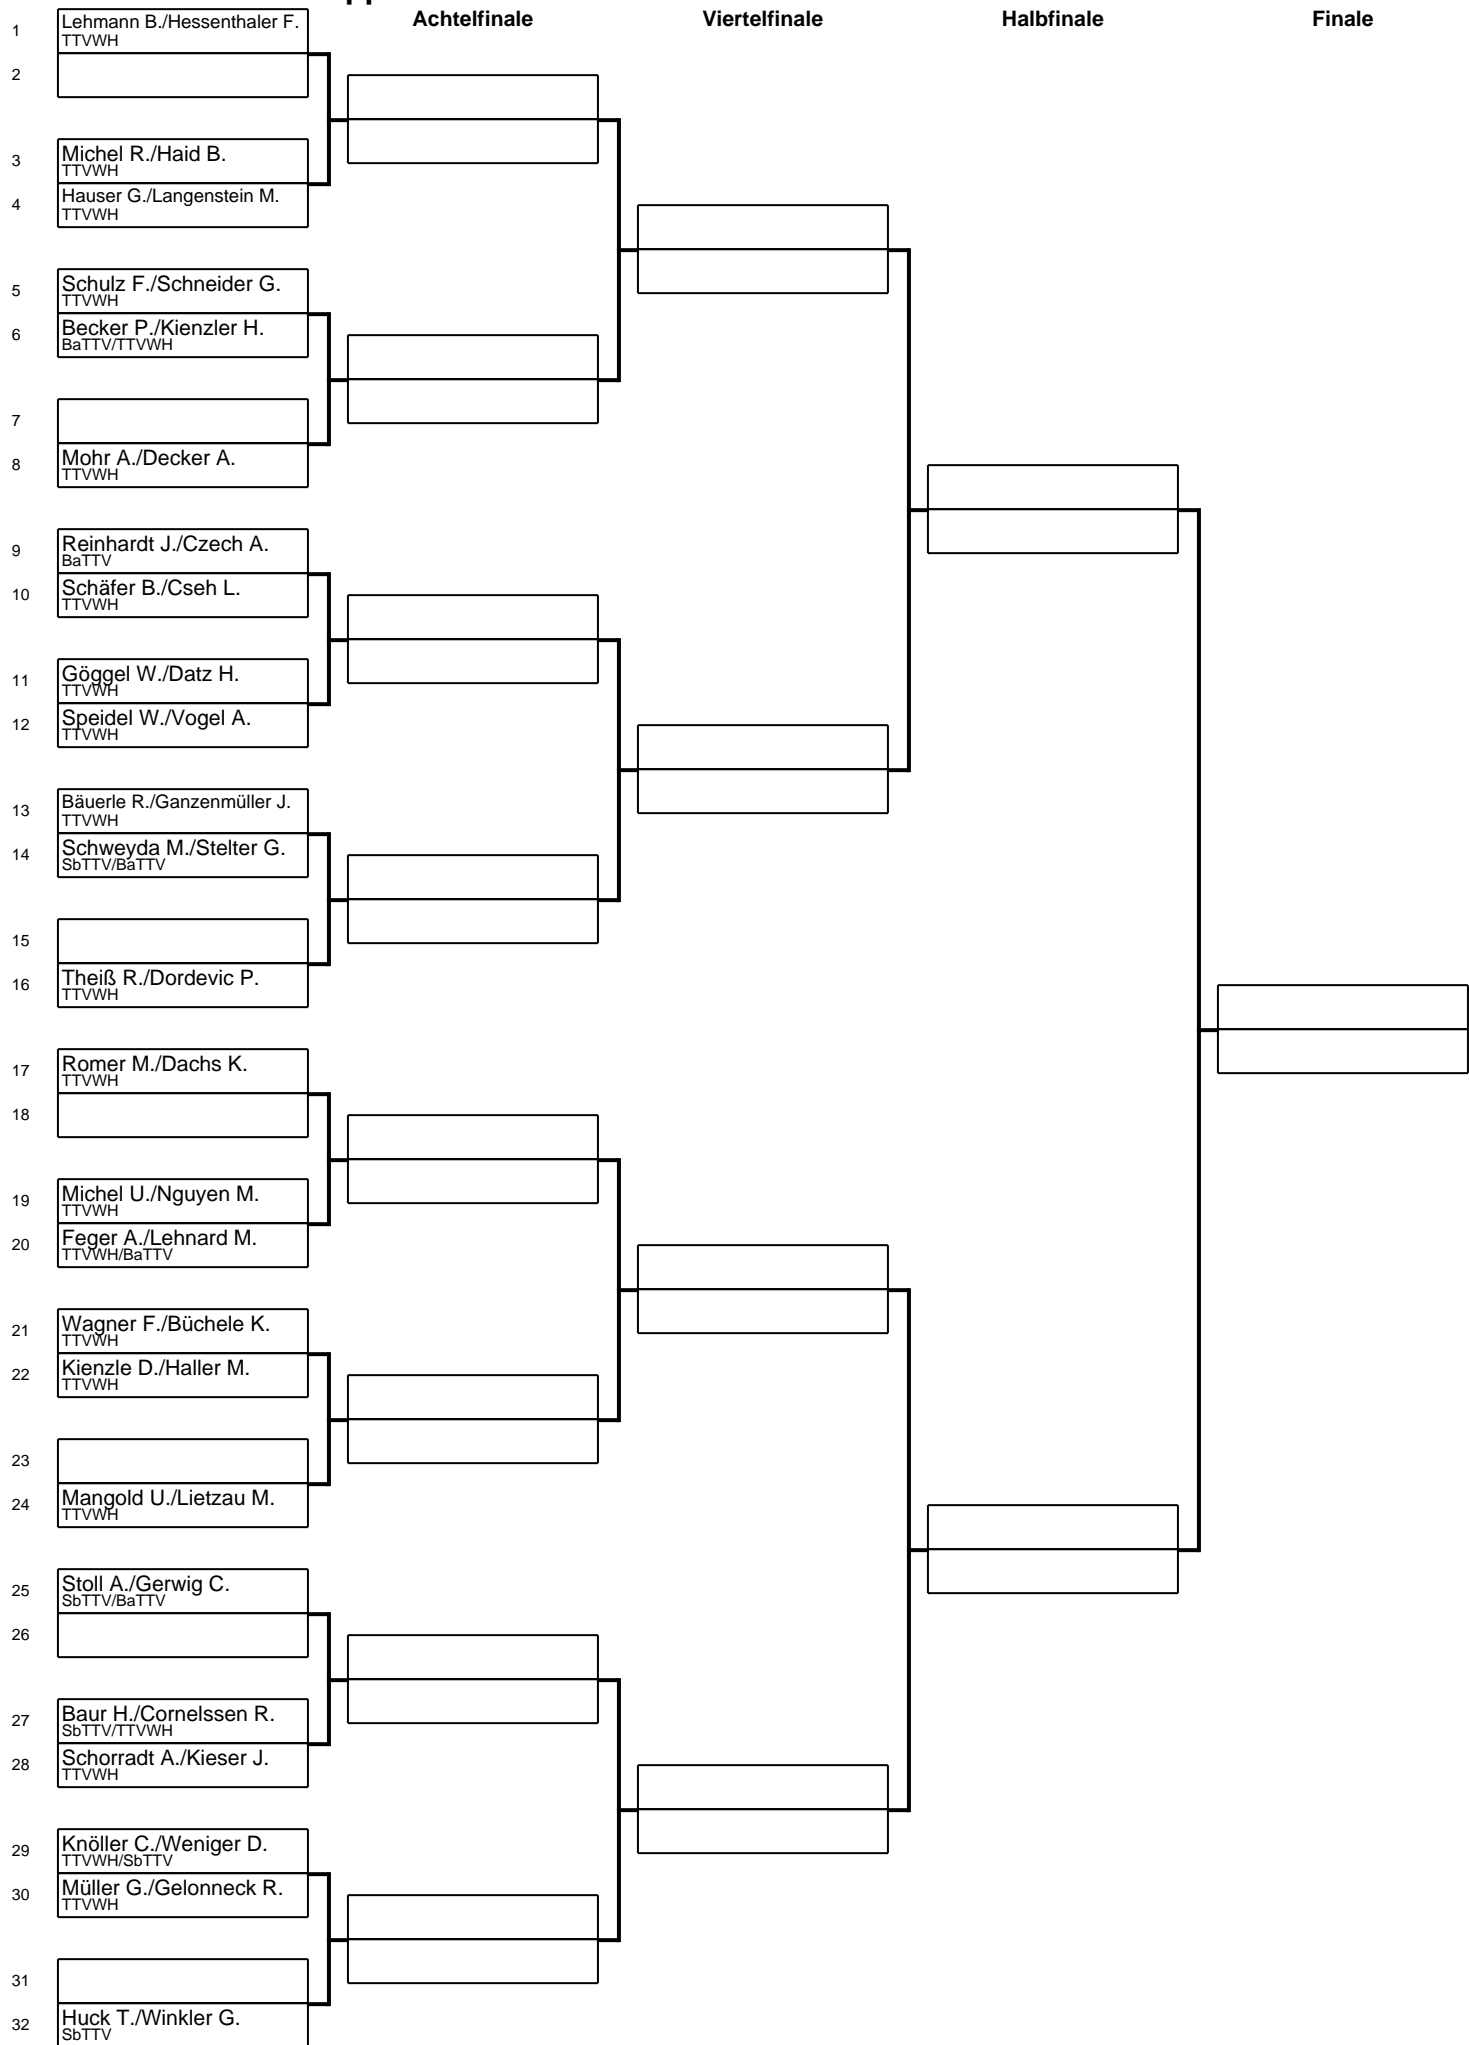 pp
Achtelfinale Viertelfinale Halbfinale Finale
1 Lehmann B./Hessenthaler F.
TTVWH
2
3 Michel R./Haid B.
TTVWH
4 Hauser G./Langenstein M.
TTVWH
5 Schulz F./Schneider G.
TTVWH
6 Becker P./Kienzler H.
BaTTV/TTVWH
7
8 Mohr A./Decker A.
TTVWH
9 Reinhardt J./Czech A.
BaTTV
10 Schäfer B./Cseh L.
TTVWH
11 Göggel W./Datz H.
TTVWH
12 Speidel W./Vogel A.
TTVWH
13 Bäuerle R./Ganzenmüller J.
TTVWH
14 Schweyda M./Stelter G.
SbTTV/BaTTV
15
16 Theiß R./Dordevic P.
TTVWH
17 Romer M./Dachs K.
TTVWH
18
19 Michel U./Nguyen M.
TTVWH
20 Feger A./Lehnard M.
TTVWH/BaTTV
21 Wagner F./Büchele K.
TTVWH
22 Kienzle D./Haller M.
TTVWH
23
24 Mangold U./Lietzau M.
TTVWH
25 Stoll A./Gerwig C.
SbTTV/BaTTV
26
27 Baur H./Cornelssen R.
SbTTV/TTVWH
28 Schorradt A./Kieser J.
TTVWH
29 Knöller C./Weniger D.
TTVWH/SbTTV
30 Müller G./Gelonneck R.
TTVWH
31
32 Huck T./Winkler G.
SbTTV